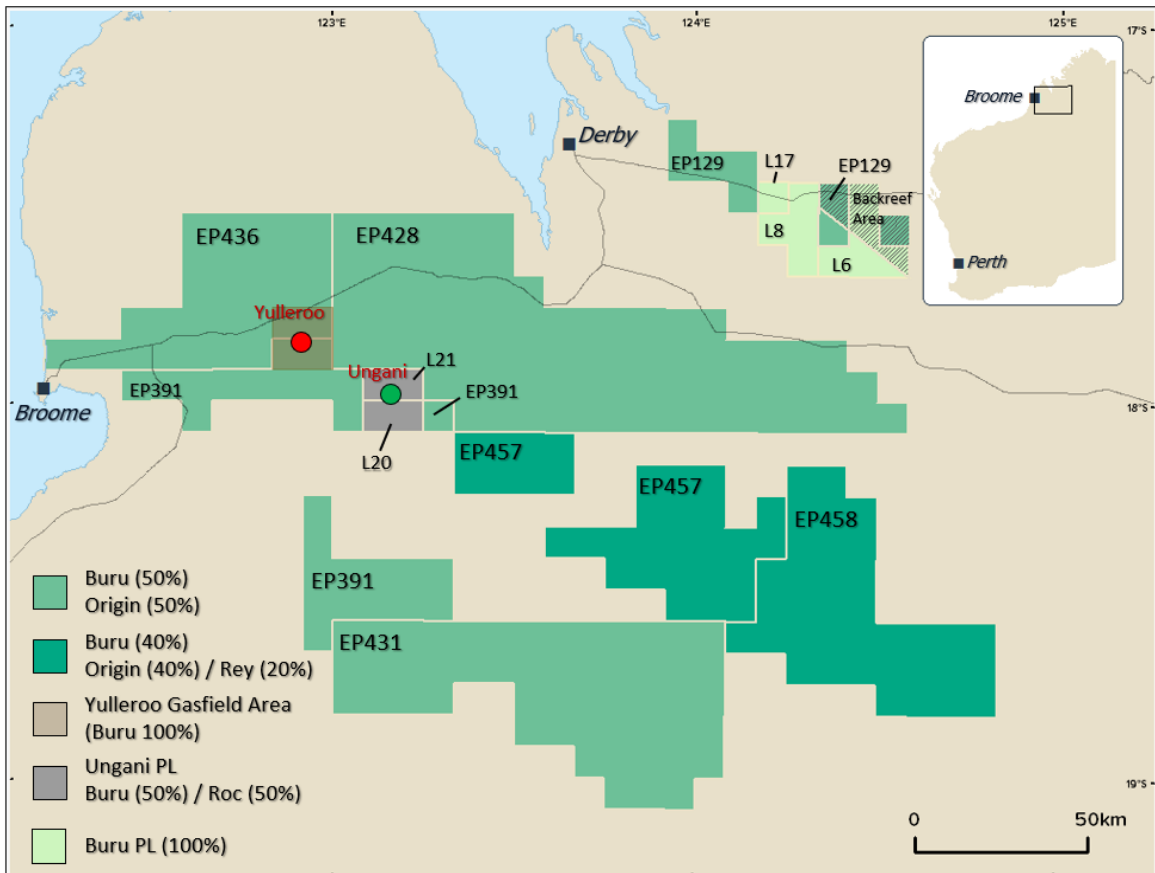 123°E
124°E
125°E
17°S
Broome
Perth
Derby
EP129
L17
EP129
Backreef
Area
L8
L6
EP436
EP428
Yulleroo
Ungani
L21
EP391
EP391
Broome
18°S
L20
EP457
EP457
EP458
EP391
EP431
Buru (50%)
Origin (50%)
Buru (40%)
Origin (40%) / Rey (20%)
Yulleroo Gasfield Area
(Buru 100%)
Ungani PL
Buru (50%) / Roc (50%)
Buru PL (100%)
19°S
0
50km